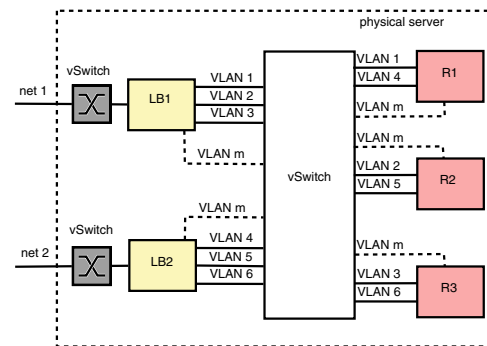 physical server
net 1
vSwitch
LB1
VLAN 1
VLAN 2
VLAN 3
VLAN m
vSwitch
VLAN 1
VLAN 4
VLAN m
R1
VLAN m
VLAN 2
VLAN 5
R2
net 2
vSwitch
LB2
VLAN m
VLAN 4
VLAN 5
VLAN 6
VLAN m
VLAN 3
VLAN 6
R3